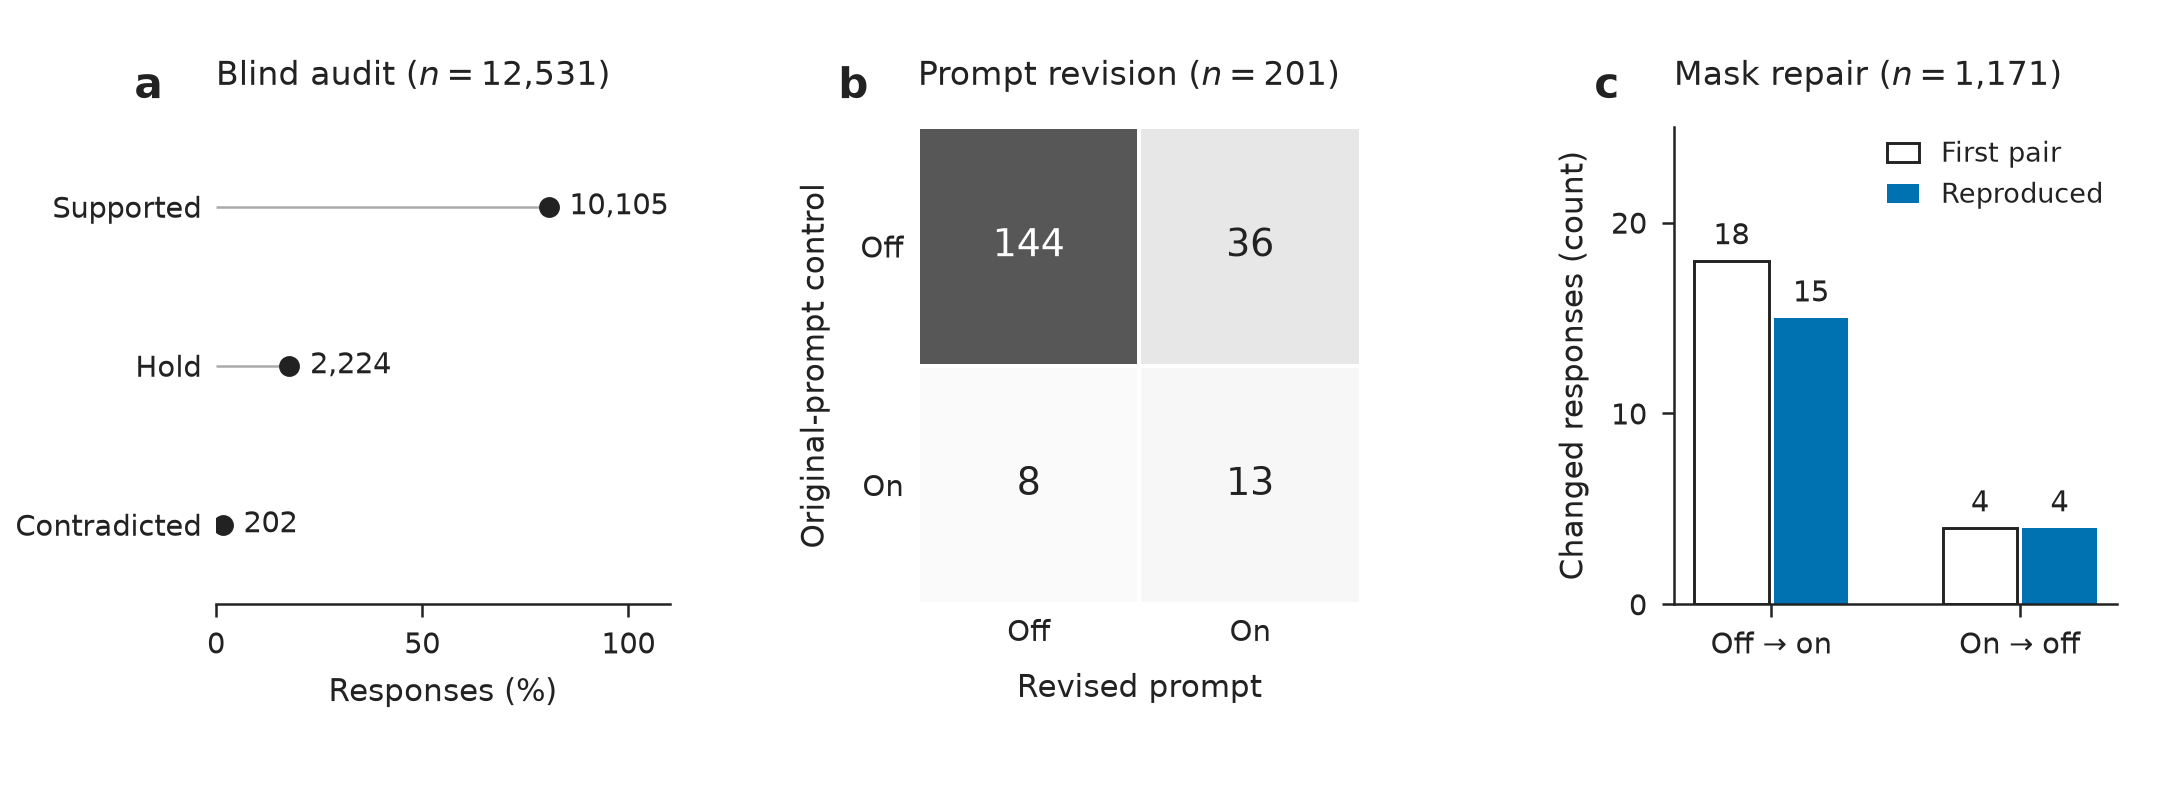 a Blind audit (n = 12,531)
Supported 10,105
Hold 2,224
Contradicted 202
0 50 100
Responses (%)
b Prompt revision (n = 201)
Original-prompt control
Off 144 36
On 8 13
Off On
Revised prompt
c Mask repair (n = 1,171)
First pair
Reproduced
Changed responses (count)
20
10
0
18 15
4 4
Off → on On → off